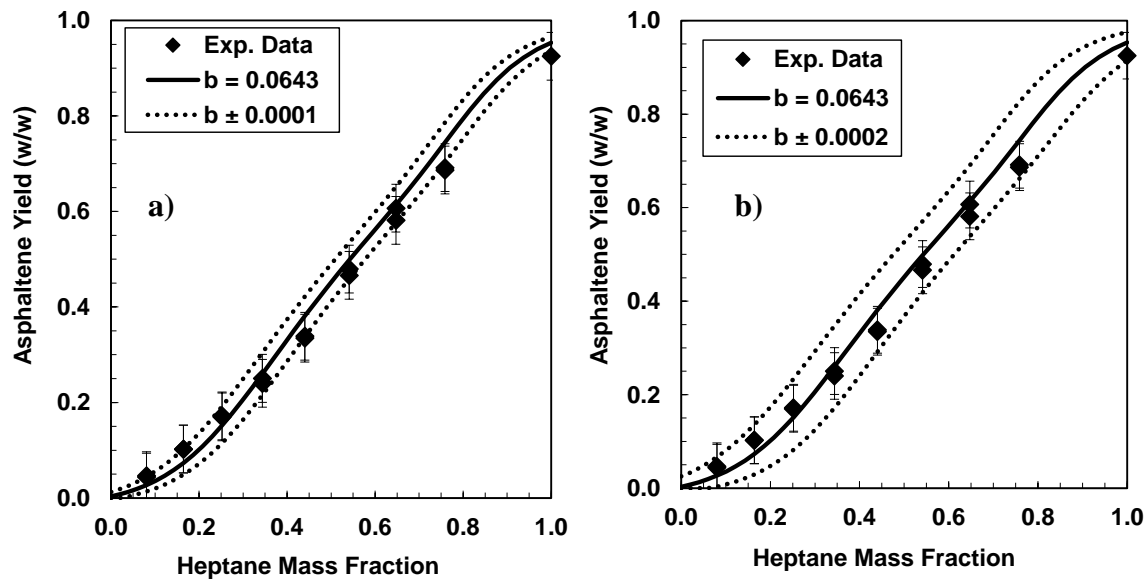 1.0
0.8
0.6
0.4
0.2
0.0
Asphaltene Yield (w/w)
Exp. Data
b = 0.0643
b ± 0.0001
a)
0.0 0.2 0.4 0.6 0.8 1.0
Heptane Mass Fraction
1.0
0.8
0.6
0.4
0.2
0.0
Asphaltene Yield (w/w)
Exp. Data
b = 0.0643
b ± 0.0002
b)
0.0 0.2 0.4 0.6 0.8 1.0
Heptane Mass Fraction